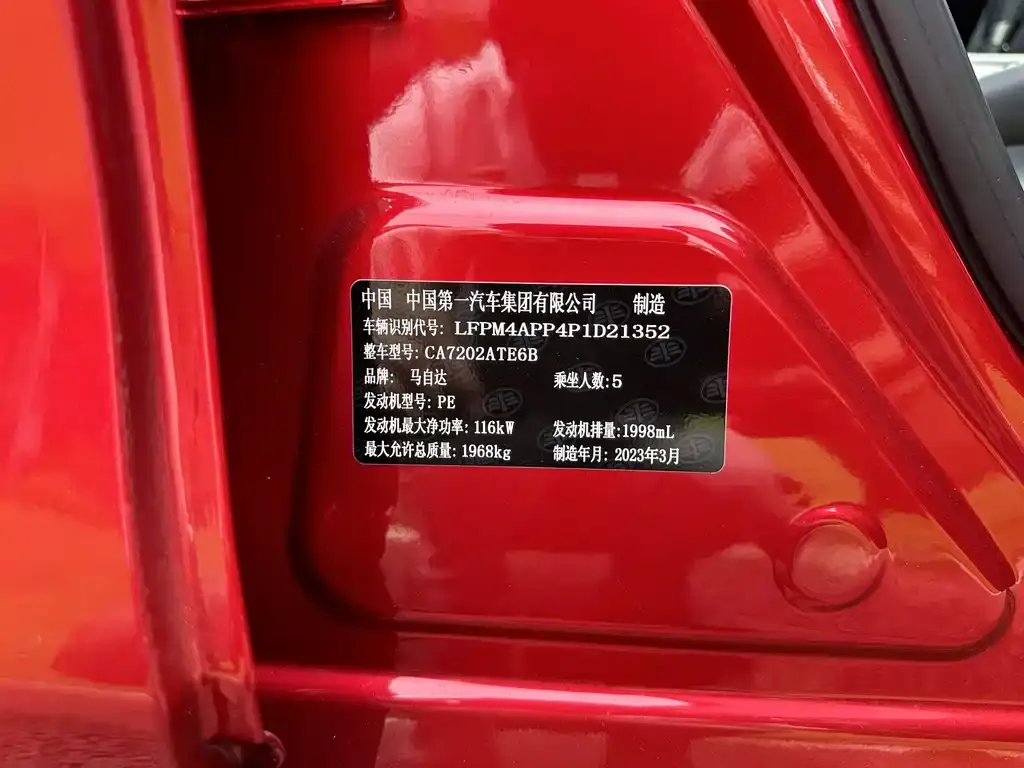 中国 中国第一汽车集团有限公司 制造
车辆识别代号: LFPM4APP4P1D21352
整车型号: CA7202ATE6B
品牌: 马自达 乘坐人数: 5
发动机型号: PE
发动机最大净功率: 116kW 发动机排量: 1998mL
最大允许总质量: 1968kg 制造年月: 2023年3月